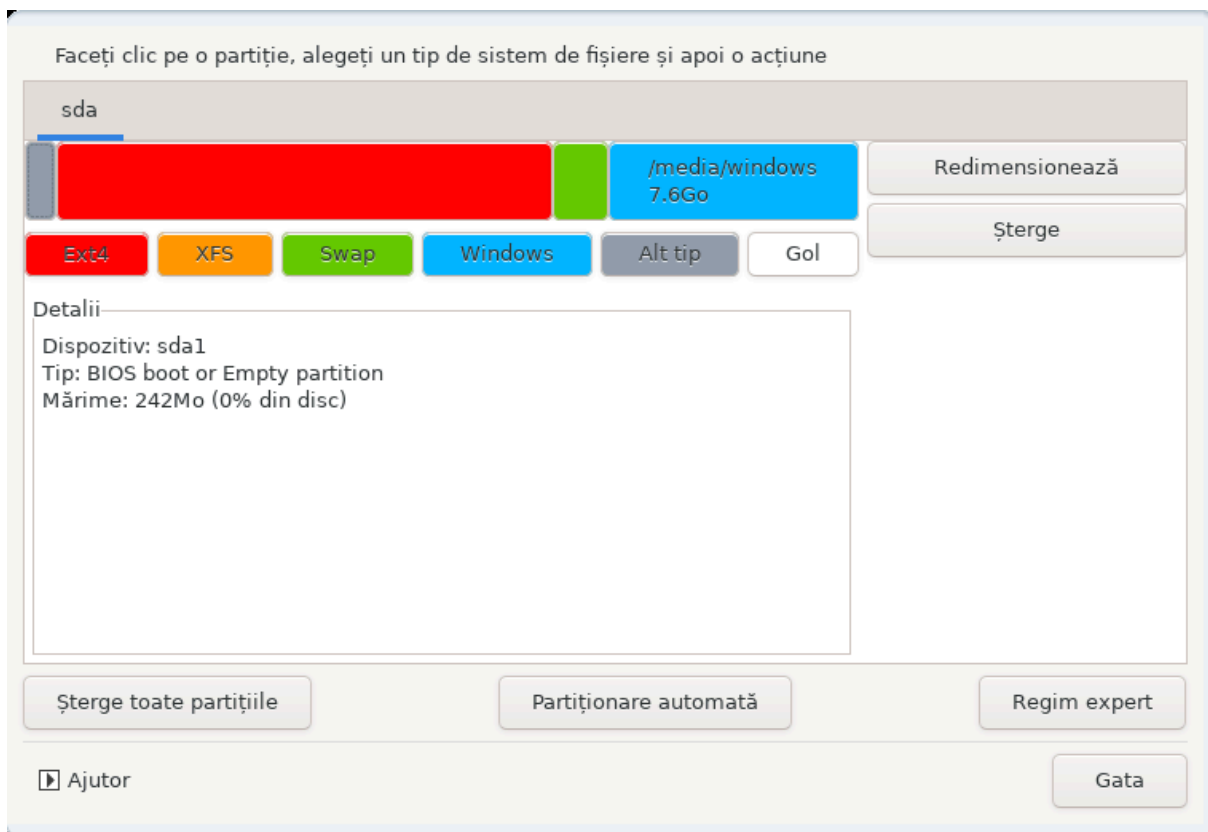 Faceți clic pe o partiție, alegeți un tip de sistem de fișiere și apoi o acțiune
sda
/media/windows
7.6Go
Redimensionează
Șterge
Ext4 XFS Swap Windows Alt tip Gol
Detalii
Dispozitiv: sda1
Tip: BIOS boot or Empty partition
Mărime: 242Mo (0% din disc)
Șterge toate partițiile Partiționare automată Regim expert
Ajutor Gata